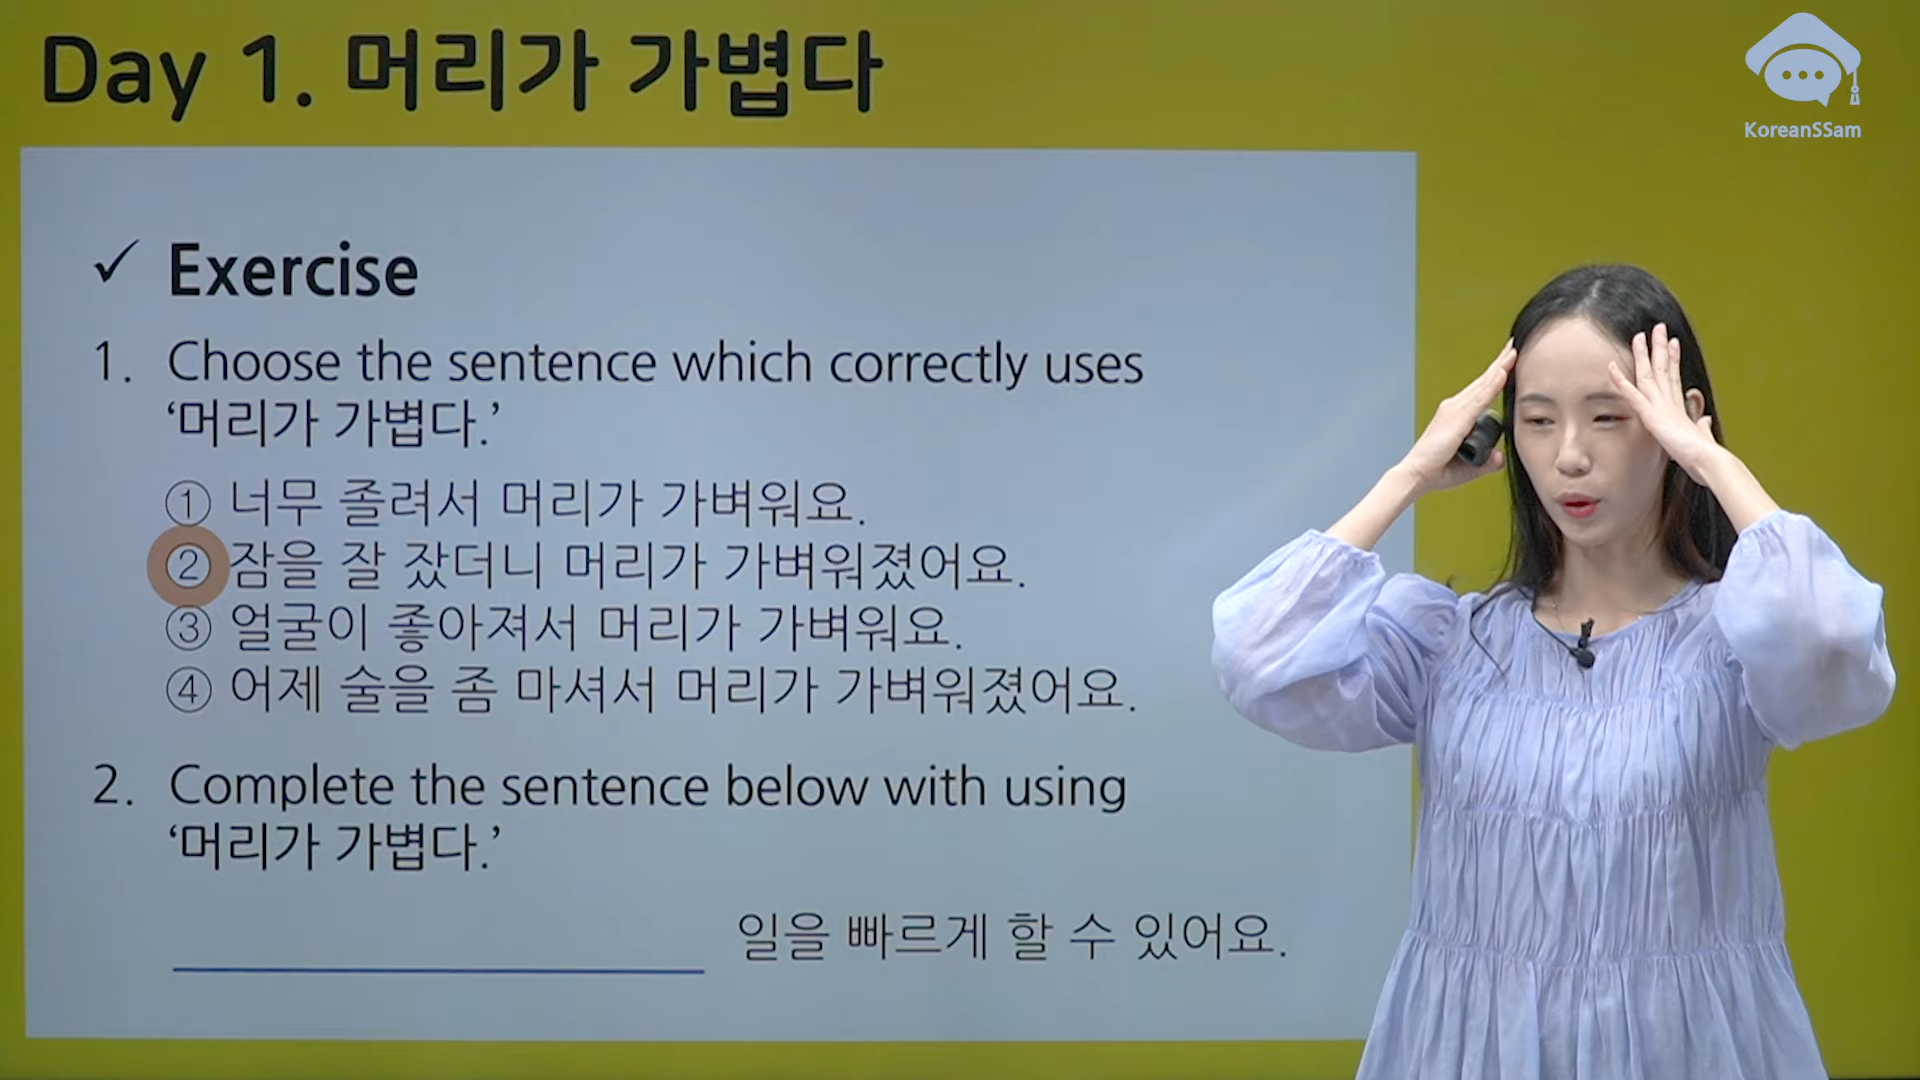 Day 1. 머리가 가볍다
KoreanSSam
✓ Exercise
1. Choose the sentence which correctly uses
‘머리가 가볍다.’
① 너무 졸려서 머리가 가벼워요.
② 잠을 잘 잤더니 머리가 가벼워졌어요.
③ 얼굴이 좋아져서 머리가 가벼워요.
④ 어제 술을 좀 마셔서 머리가 가벼워졌어요.
2. Complete the sentence below with using
‘머리가 가볍다.’
일을 빠르게 할 수 있어요.